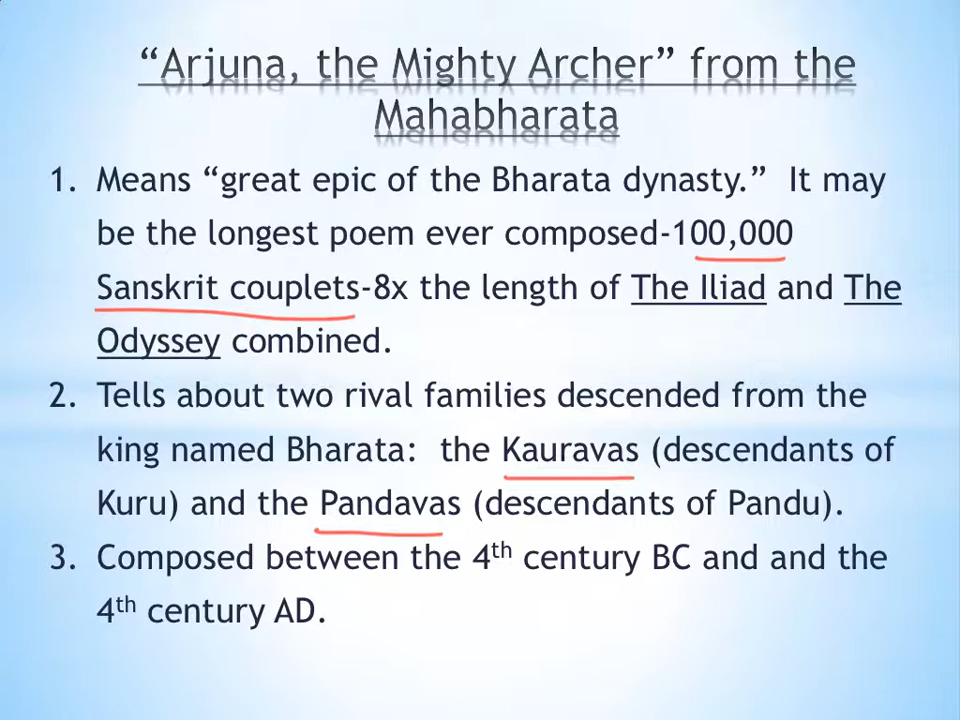 “Arjuna, the Mighty Archer” from the
Mahabharata
1. Means “great epic of the Bharata dynasty.” It may
be the longest poem ever composed-100,000
Sanskrit couplets-8x the length of The Iliad and The
Odyssey combined.
2. Tells about two rival families descended from the
king named Bharata: the Kauravas (descendants of
Kuru) and the Pandavas (descendants of Pandu).
3. Composed between the 4th century BC and and the
4th century AD.